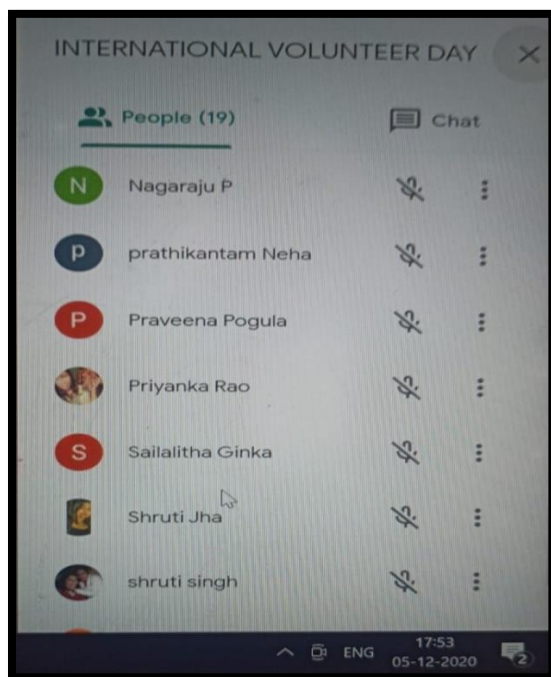 INTERNATIONAL VOLUNTEER DAY
People (19)
Chat
N
Nagaraju P
p
prathikantam Neha
P
Praveena Pogula
Priyanka Rao
S
Sailalitha Ginka
Shruti Jha
shruti singh
ENG
17:53
05-12-2020
2